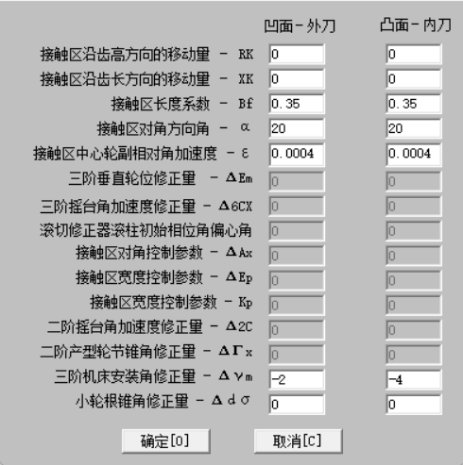 凹面-外刀 凸面-内刀
接触区沿齿高方向的移动量 - RK 0 0
接触区沿齿长方向的移动量 - XK 0 0
接触区长度系数 - Bf 0.35 0.35
接触区对角方向角 - α 20 20
接触区中心轮副相对角加速度 - ε 0.0004 0.0004
三阶垂直轮位修正量 - ΔEm 0 0
三阶摇台角加速度修正量 - Δ6CX 0 0
滚切修正器滚柱初始相位角偏心角 0 0
接触区对角控制参数 - ΔAx 0 0
接触区宽度控制参数 - ΔEp 0 0
接触区宽度控制参数 - Kp 0 0
二阶摇台角加速度修正量 - Δ2C 0 0
二阶产型轮节锥角修正量 - ΔΓx 0 0
三阶机床安装角修正量 - Δγm -2 -4
小轮根锥角修正量 - Δdσ 0 0
确定[O] 取消[C]